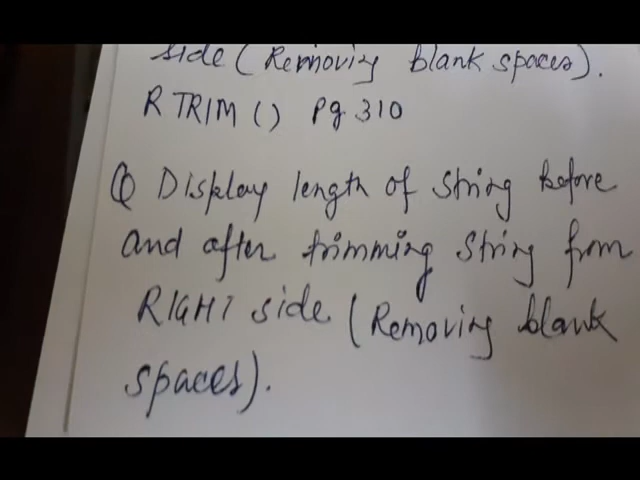 side (Removing blank spaces).
RTRIM() Pg 310
Q Display length of string before
and after trimming string from
RIGHT side (Removing blank
spaces).